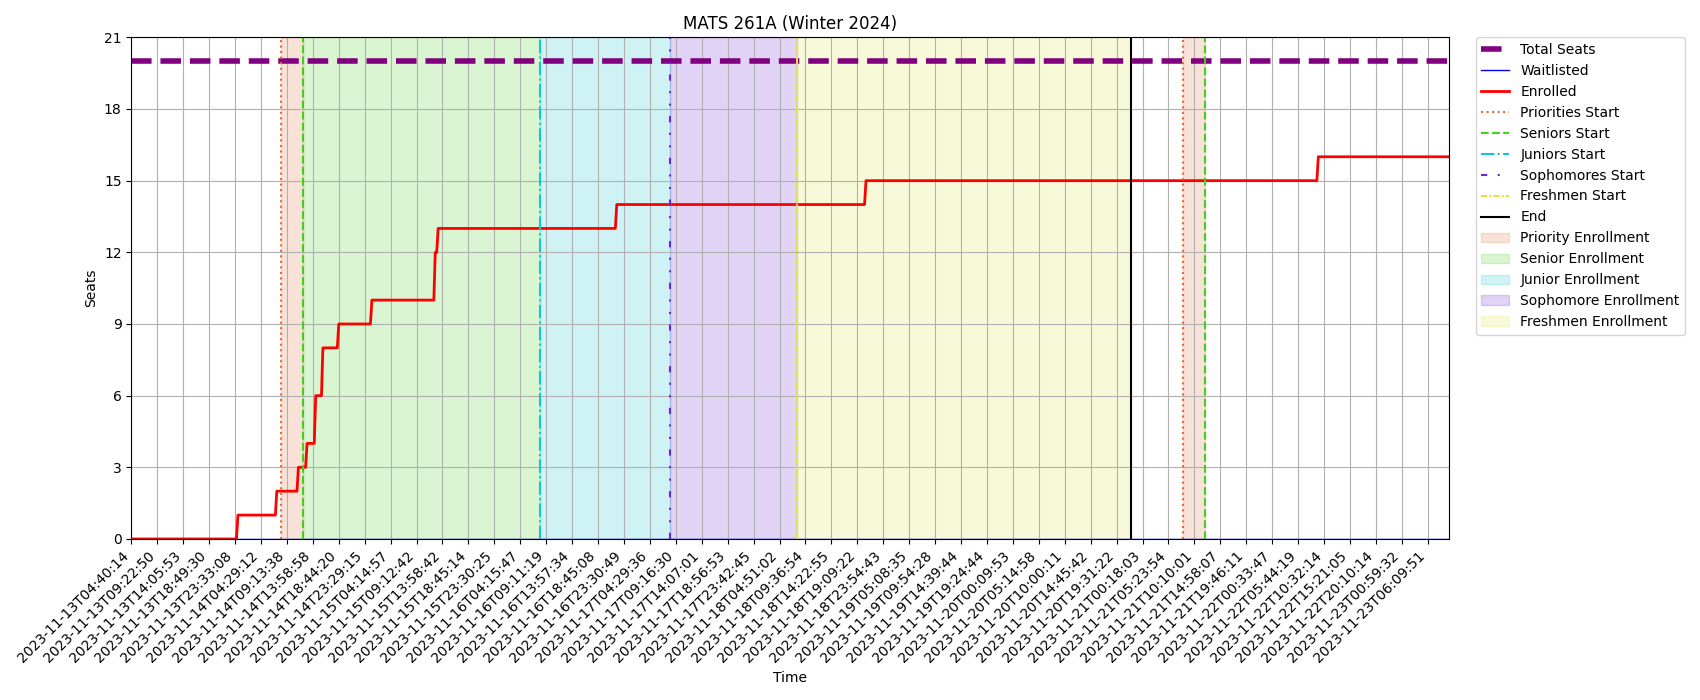 MATS 261A (Winter 2024)
Seats
21
18
15
12
9
6
3
0
2023-11-13T04:40:14
2023-11-13T09:22:50
2023-11-13T14:05:53
2023-11-13T18:49:30
2023-11-13T23:33:08
2023-11-14T04:29:12
2023-11-14T09:13:38
2023-11-14T13:58:58
2023-11-14T18:44:20
2023-11-14T23:29:15
2023-11-15T04:14:57
2023-11-15T09:12:42
2023-11-15T13:58:42
2023-11-15T18:45:14
2023-11-15T23:30:25
2023-11-16T04:15:47
2023-11-16T09:11:19
2023-11-16T13:57:34
2023-11-16T18:45:08
2023-11-16T23:30:49
2023-11-17T04:29:36
2023-11-17T09:16:30
2023-11-17T14:07:01
2023-11-17T18:56:53
2023-11-17T23:42:45
2023-11-18T04:51:02
2023-11-18T09:36:54
2023-11-18T14:22:55
2023-11-18T19:09:22
2023-11-18T23:54:43
2023-11-19T05:08:35
2023-11-19T09:54:28
2023-11-19T14:39:44
2023-11-19T19:24:44
2023-11-20T00:09:53
2023-11-20T05:14:58
2023-11-20T10:00:11
2023-11-20T14:45:42
2023-11-20T19:31:22
2023-11-21T00:18:03
2023-11-21T05:23:54
2023-11-21T10:10:01
2023-11-21T14:58:07
2023-11-21T19:46:11
2023-11-22T00:33:47
2023-11-22T05:44:19
2023-11-22T10:32:14
2023-11-22T15:21:05
2023-11-22T20:10:14
2023-11-23T00:59:32
2023-11-23T06:09:51
Time
Total Seats
Waitlisted
Enrolled
Priorities Start
Seniors Start
Juniors Start
Sophomores Start
Freshmen Start
End
Priority Enrollment
Senior Enrollment
Junior Enrollment
Sophomore Enrollment
Freshmen Enrollment